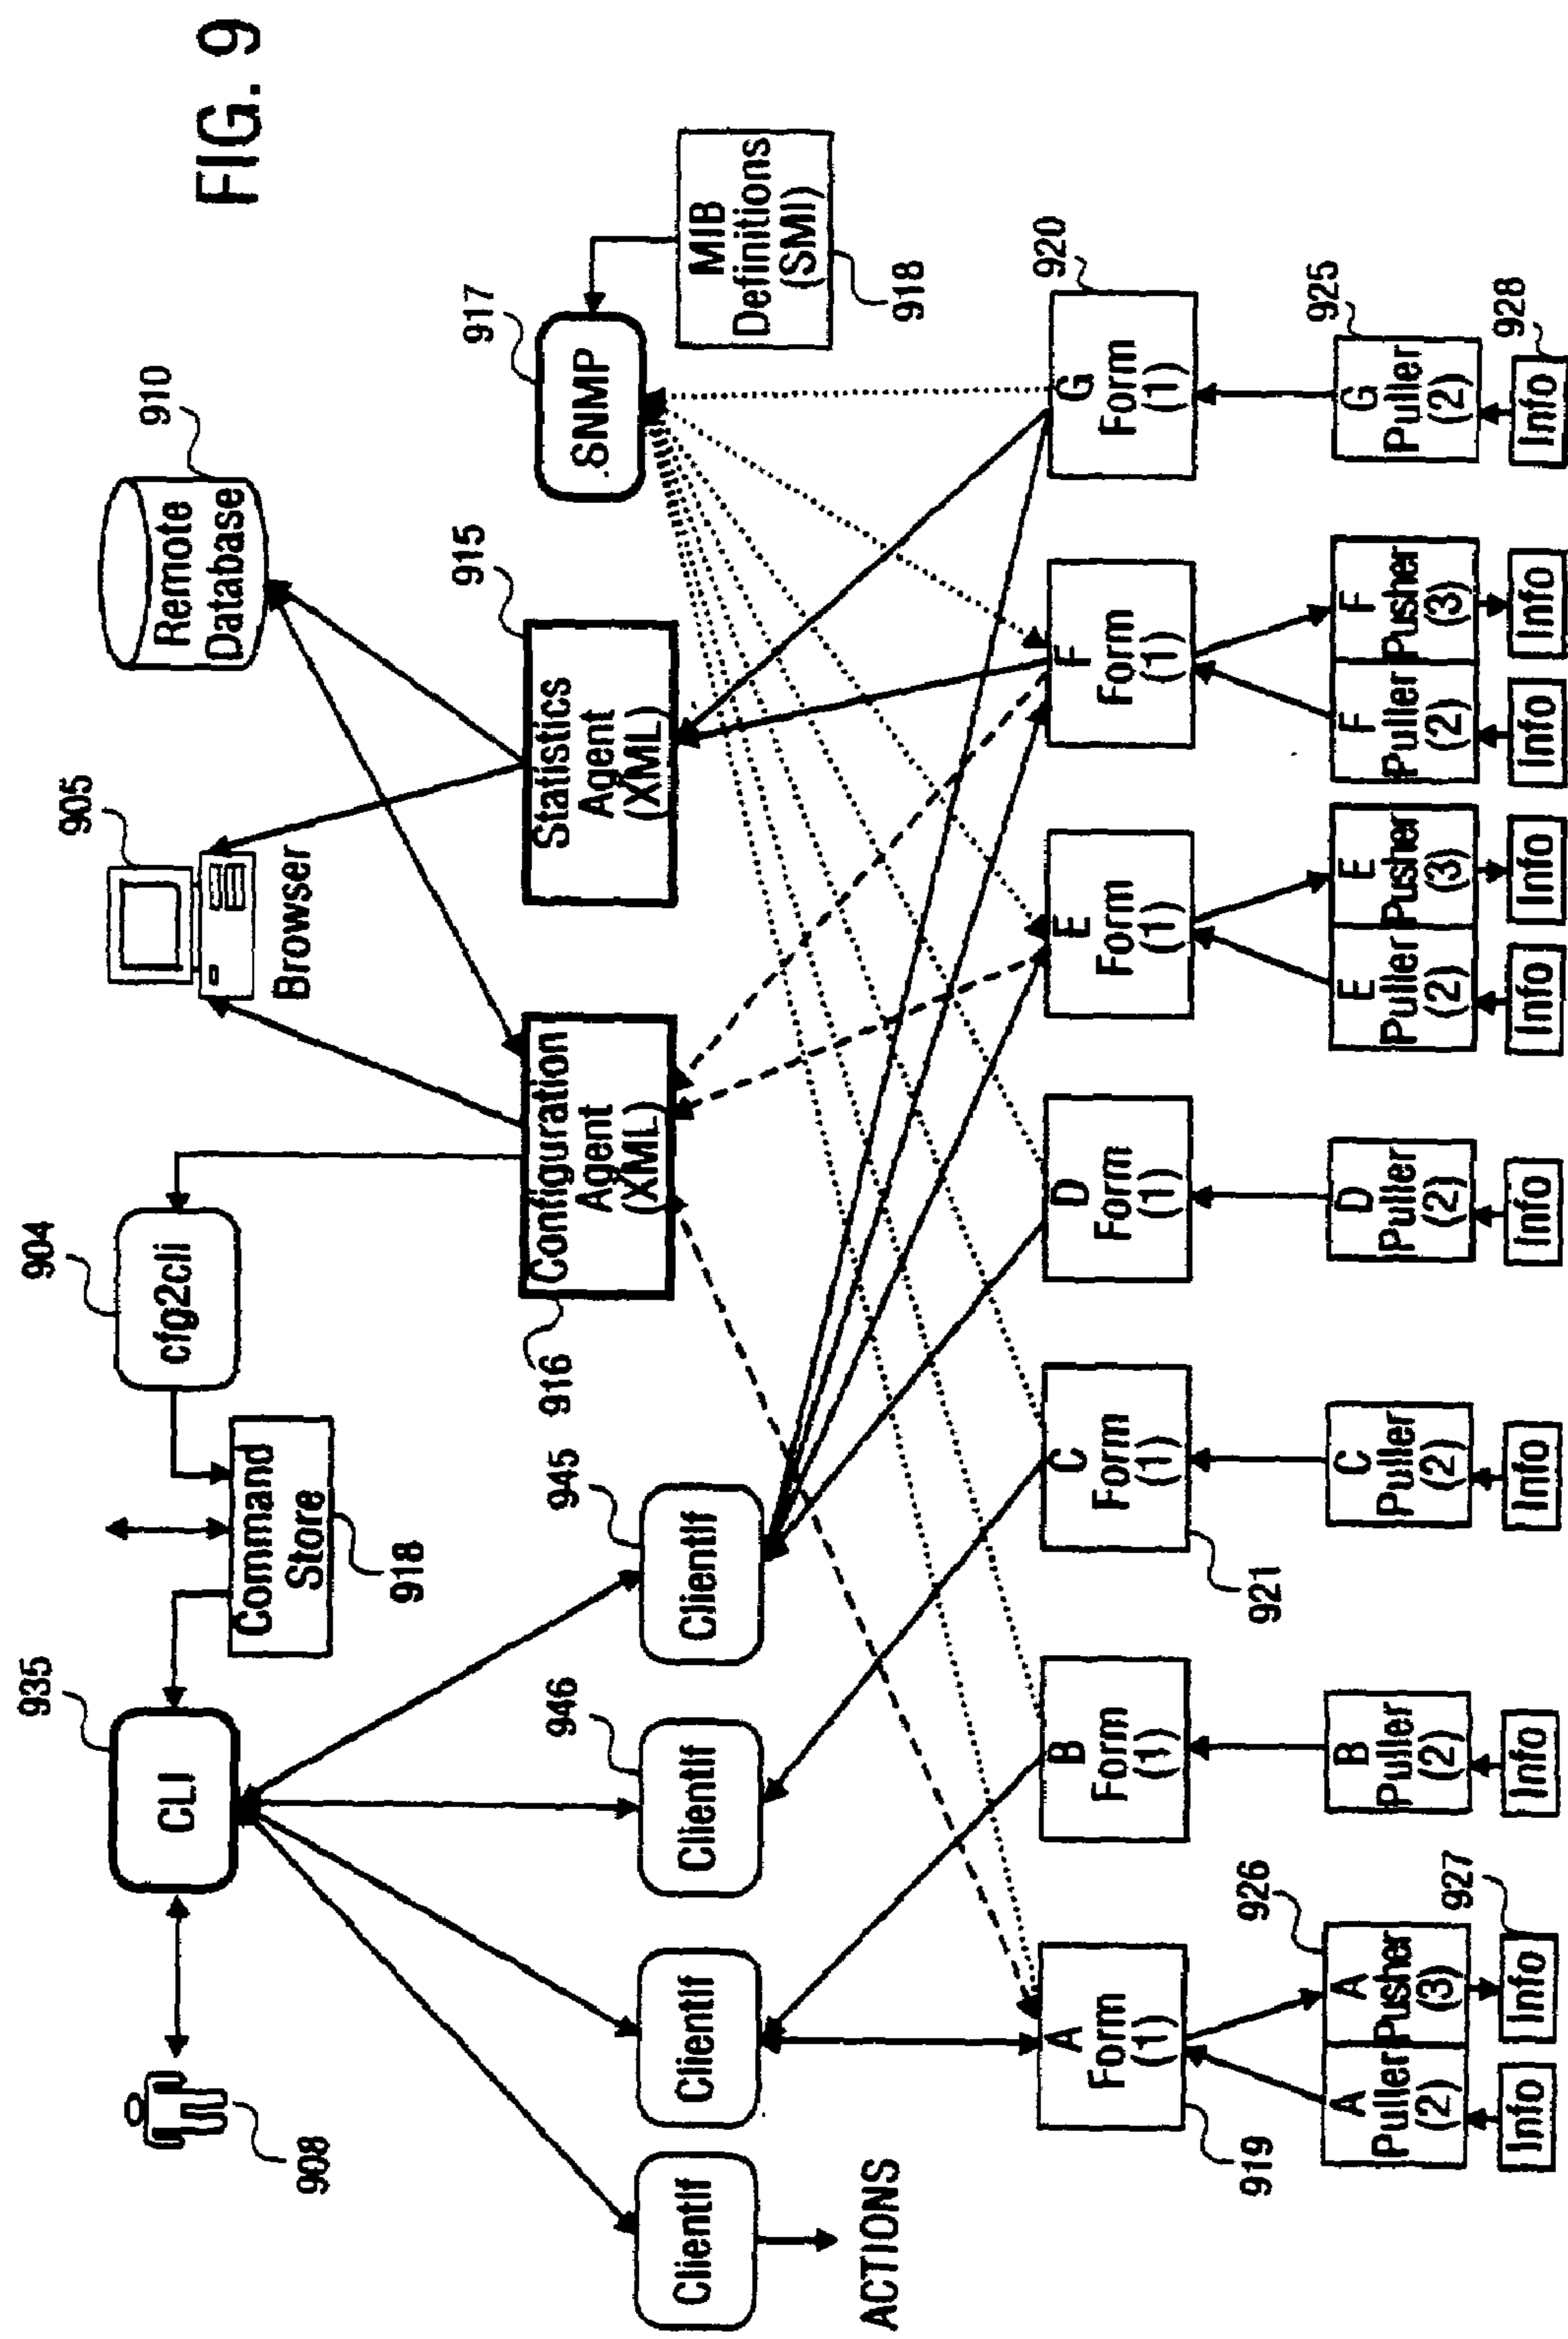 FIG. 9
908
935
CLI
Command
Store
918
904
cfg2cli
905
Browser
910
Remote
Database
ClientIf
ACTIONS
ClientIf
946
ClientIf
945
ClientIf
916
Configuration
Agent
(XML)
915
Statistics
Agent
(XML)
917
SNMP
MIB
Definitions
(SMI)
918
919
A
Form
(1)
B
Form
(1)
921
C
Form
(1)
D
Form
(1)
E
Form
(1)
F
Form
(1)
920
G
Form
(1)
A
Puller
(2)
926
A
Pusher
(3)
B
Puller
(2)
C
Puller
(2)
D
Puller
(2)
E
Puller
(2)
E
Pusher
(3)
F
Puller
(2)
F
Pusher
(3)
925
G
Puller
(2)
Info
927
Info
Info
Info
Info
Info
Info
Info
Info
928
Info